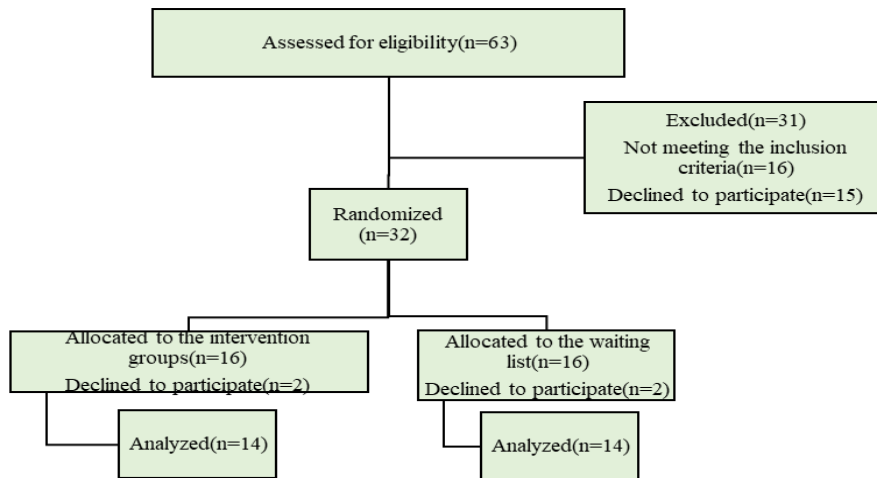 Assessed for eligibility(n=63)
Excluded(n=31)
Not meeting the inclusion
criteria(n=16)
Declined to participate(n=15)
Randomized
(n=32)
Allocated to the intervention
groups(n=16)
Declined to participate(n=2)
Allocated to the waiting
list(n=16)
Declined to participate(n=2)
Analyzed(n=14)
Analyzed(n=14)